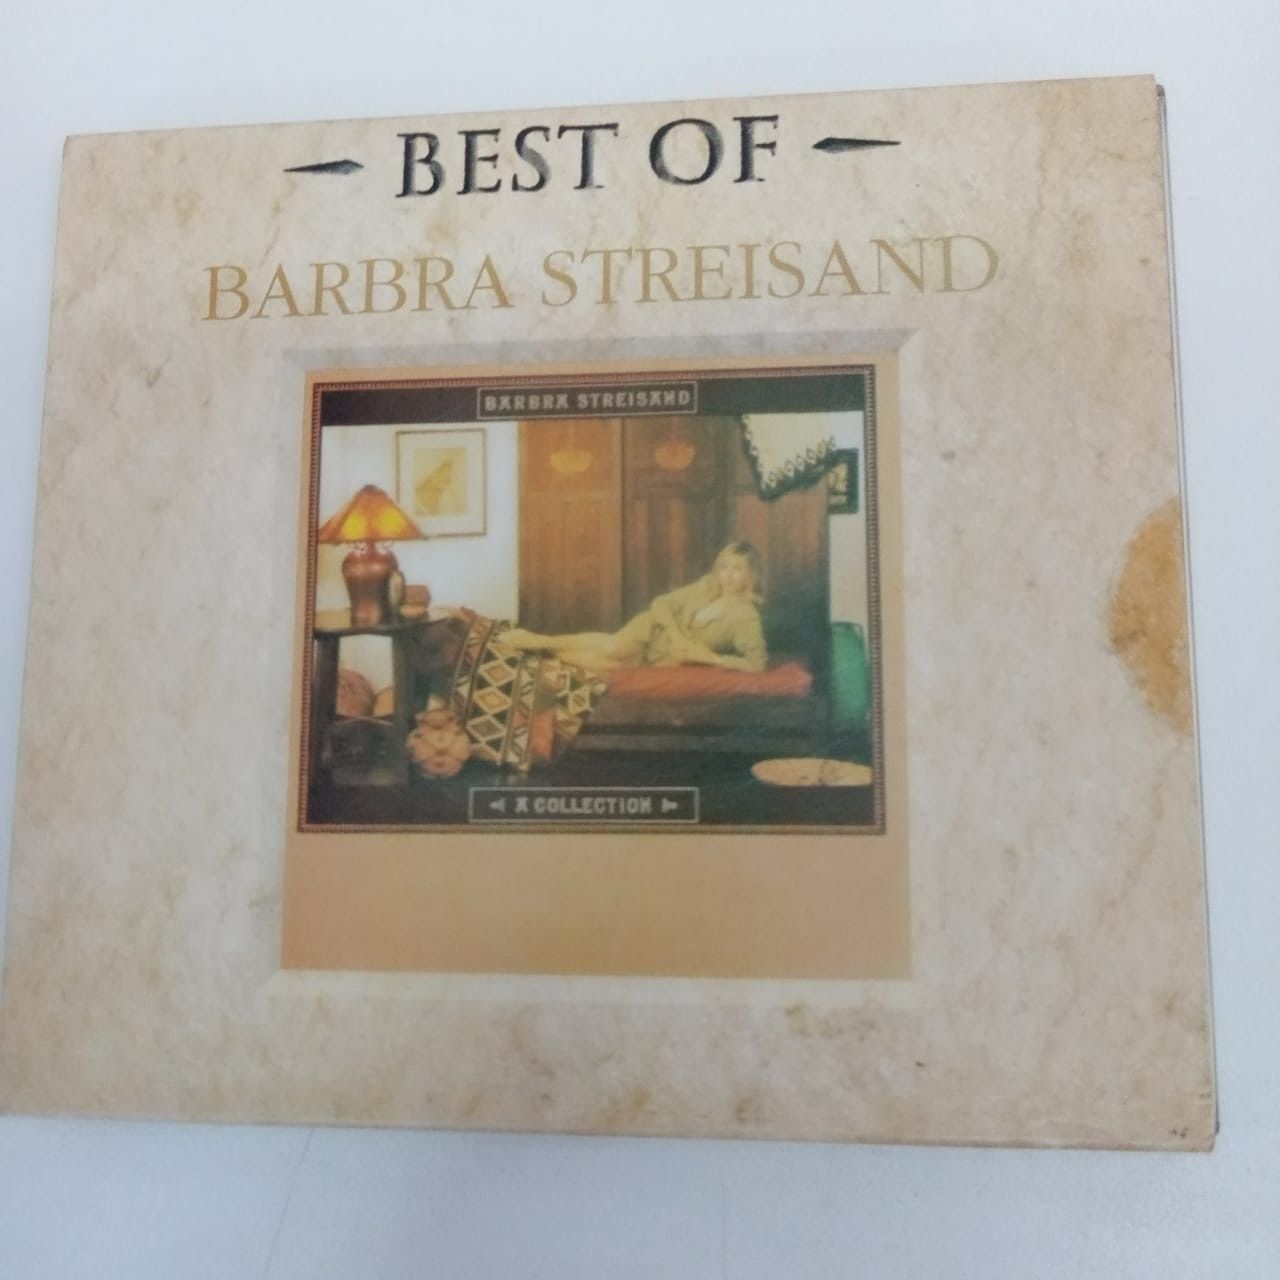 BEST OF
BARBRA STREISAND
BARBRA STREISAND
A COLLECTION